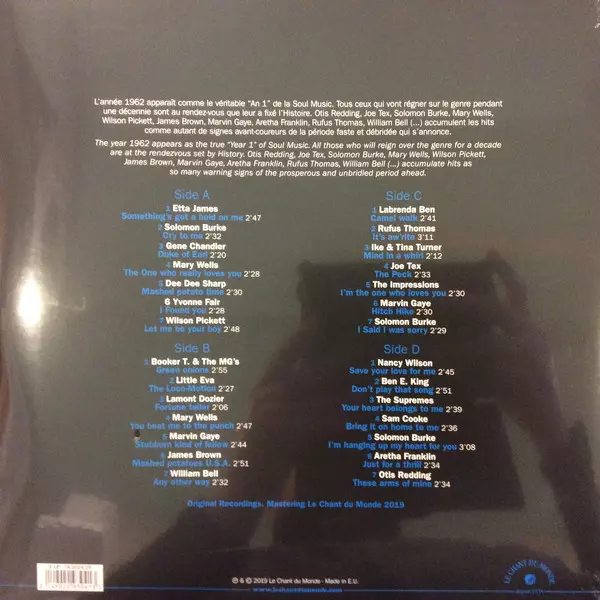 L'année 1962 apparaît comme le véritable "An 1" de la Soul Music. Tous ceux qui vont régner sur le genre pendant
une décennie sont au rendez-vous que leur a fixé l'Histoire. Otis Redding, Joe Tex, Solomon Burke, Mary Wells,
Wilson Pickett, James Brown, Marvin Gaye, Aretha Franklin, Rufus Thomas, William Bell (...) accumulent les hits
comme autant de signes avant-coureurs de la période faste et débridée qui s'annonce.
The year 1962 appears as the true "Year 1" of Soul Music. All those who will reign over the genre for a decade
are at the rendezvous set by History. Otis Redding, Joe Tex, Solomon Burke, Mary Wells, Wilson Pickett,
James Brown, Marvin Gaye, Aretha Franklin, Rufus Thomas, William Bell (...) accumulate hits as
so many warning signs of the prosperous and unbridled period ahead.
Side A
1 Etta James
Something's got a hold on me 2'47
2 Solomon Burke
Cry to me 2'32
3 Gene Chandler
Duke of Earl 2'20
4 Mary Wells
The One who really loves you 2'28
5 Dee Dee Sharp
Mashed potato time 2'30
6 Yvonne Fair
I Found you 2'28
7 Wilson Pickett
Let me be your boy 2'48
Side B
1 Booker T. & The MG's
Green onions 2'55
2 Little Eva
The Loco-Motion 2'27
3 Lamont Dozier
Fortune teller 2'06
4 Mary Wells
You beat me to the punch 2'47
5 Marvin Gaye
Stubborn kind of fellow 2'44
6 James Brown
Mashed potatoes U.S.A. 2'51
7 William Bell
Any other way 2'32
Side C
1 Labrenda Ben
Camel walk 2'41
2 Rufus Thomas
It's aw'rite 3'11
3 Ike & Tina Turner
Mind in a whirl 2'12
4 Joe Tex
The Peck 2'33
5 The Impressions
I'm the one who loves you 2'30
6 Marvin Gaye
Hitch Hike 2'30
7 Solomon Burke
I Said I was sorry 2'29
Side D
1 Nancy Wilson
Save your love for me 2'45
2 Ben E. King
Don't play that song 2'51
3 The Supremes
Your heart belongs to me 2'39
4 Sam Cooke
Bring it on home to me 2'36
5 Solomon Burke
I'm hanging up my heart for you 3'08
6 Aretha Franklin
Just for a thrill 2'34
7 Otis Redding
These arms of mine 2'34
Original Recordings. Mastering Le Chant du Monde 2019
℗ & © 2019 Le Chant du Monde - Made in E.U.
LE CHANT DU MONDE